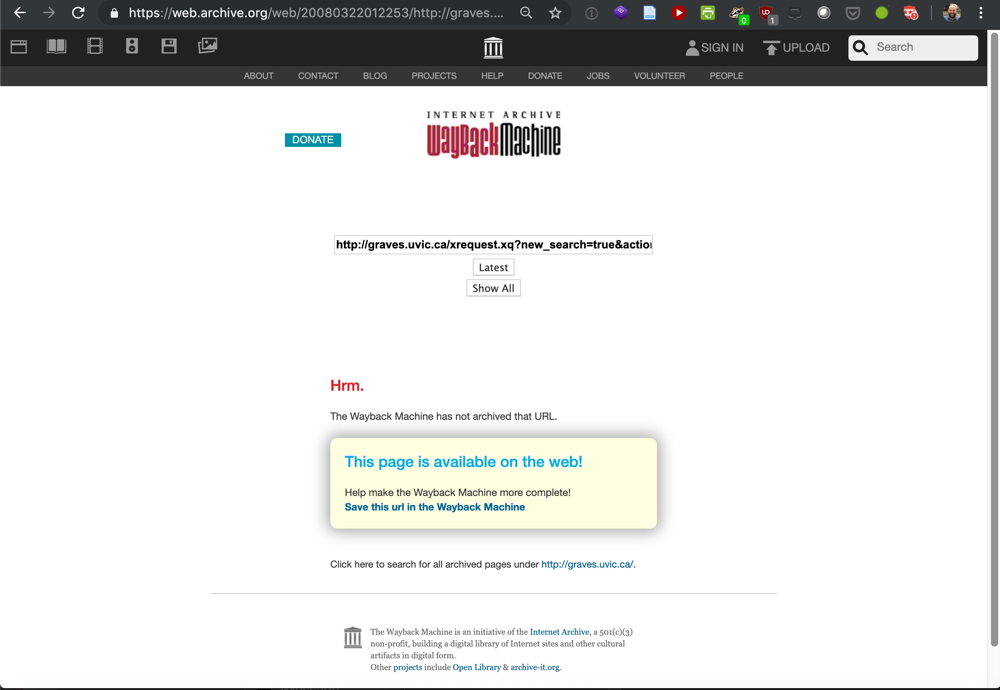 https://web.archive.org/web/20080322012253/http://graves....
0
1
SIGN IN
UPLOAD
Search
ABOUT CONTACT BLOG PROJECTS HELP DONATE JOBS VOLUNTEER PEOPLE
INTERNET ARCHIVE
WayBackMachine
DONATE
http://graves.uvic.ca/xrequest.xq?new_search=true&action
Latest
Show All
Hrm.
The Wayback Machine has not archived that URL.
This page is available on the web!
Help make the Wayback Machine more complete!
Save this url in the Wayback Machine
Click here to search for all archived pages under http://graves.uvic.ca/.
The Wayback Machine is an initiative of the Internet Archive, a 501(c)(3)
non-profit, building a digital library of Internet sites and other cultural
artifacts in digital form.
Other projects include Open Library & archive-it.org.